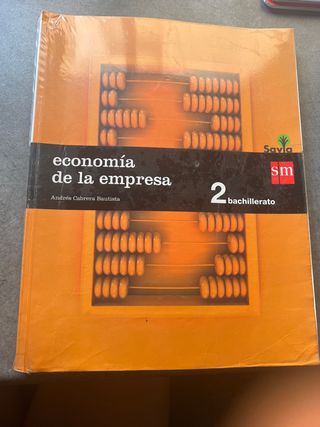 Savia
sm
economía
de la empresa
2 bachillerato
Andrés Cabrera Bautista